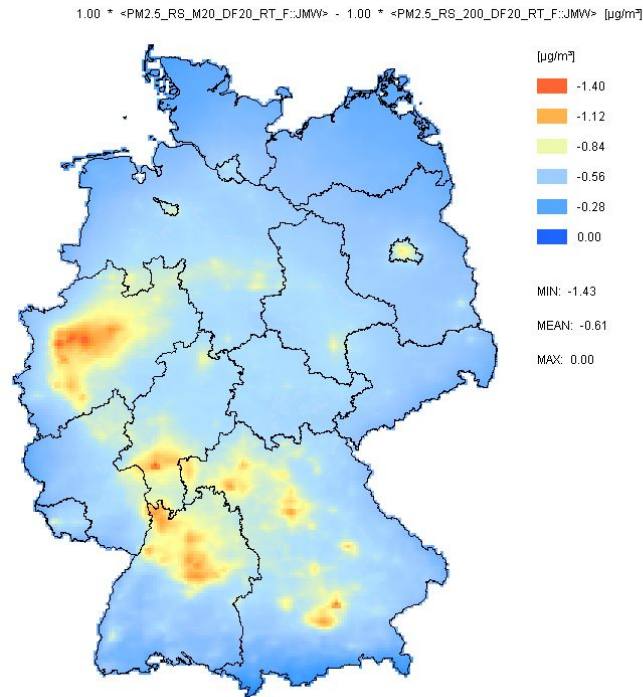 1.00 * <PM2.5_RS_M20_DF20_RT_F::JMW> - 1.00 * <PM2.5_RS_200_DF20_RT_F::JMW> [µg/m³]
[µg/m³]
-1.40
-1.12
-0.84
-0.56
-0.28
0.00
MIN: -1.43
MEAN: -0.61
MAX: 0.00